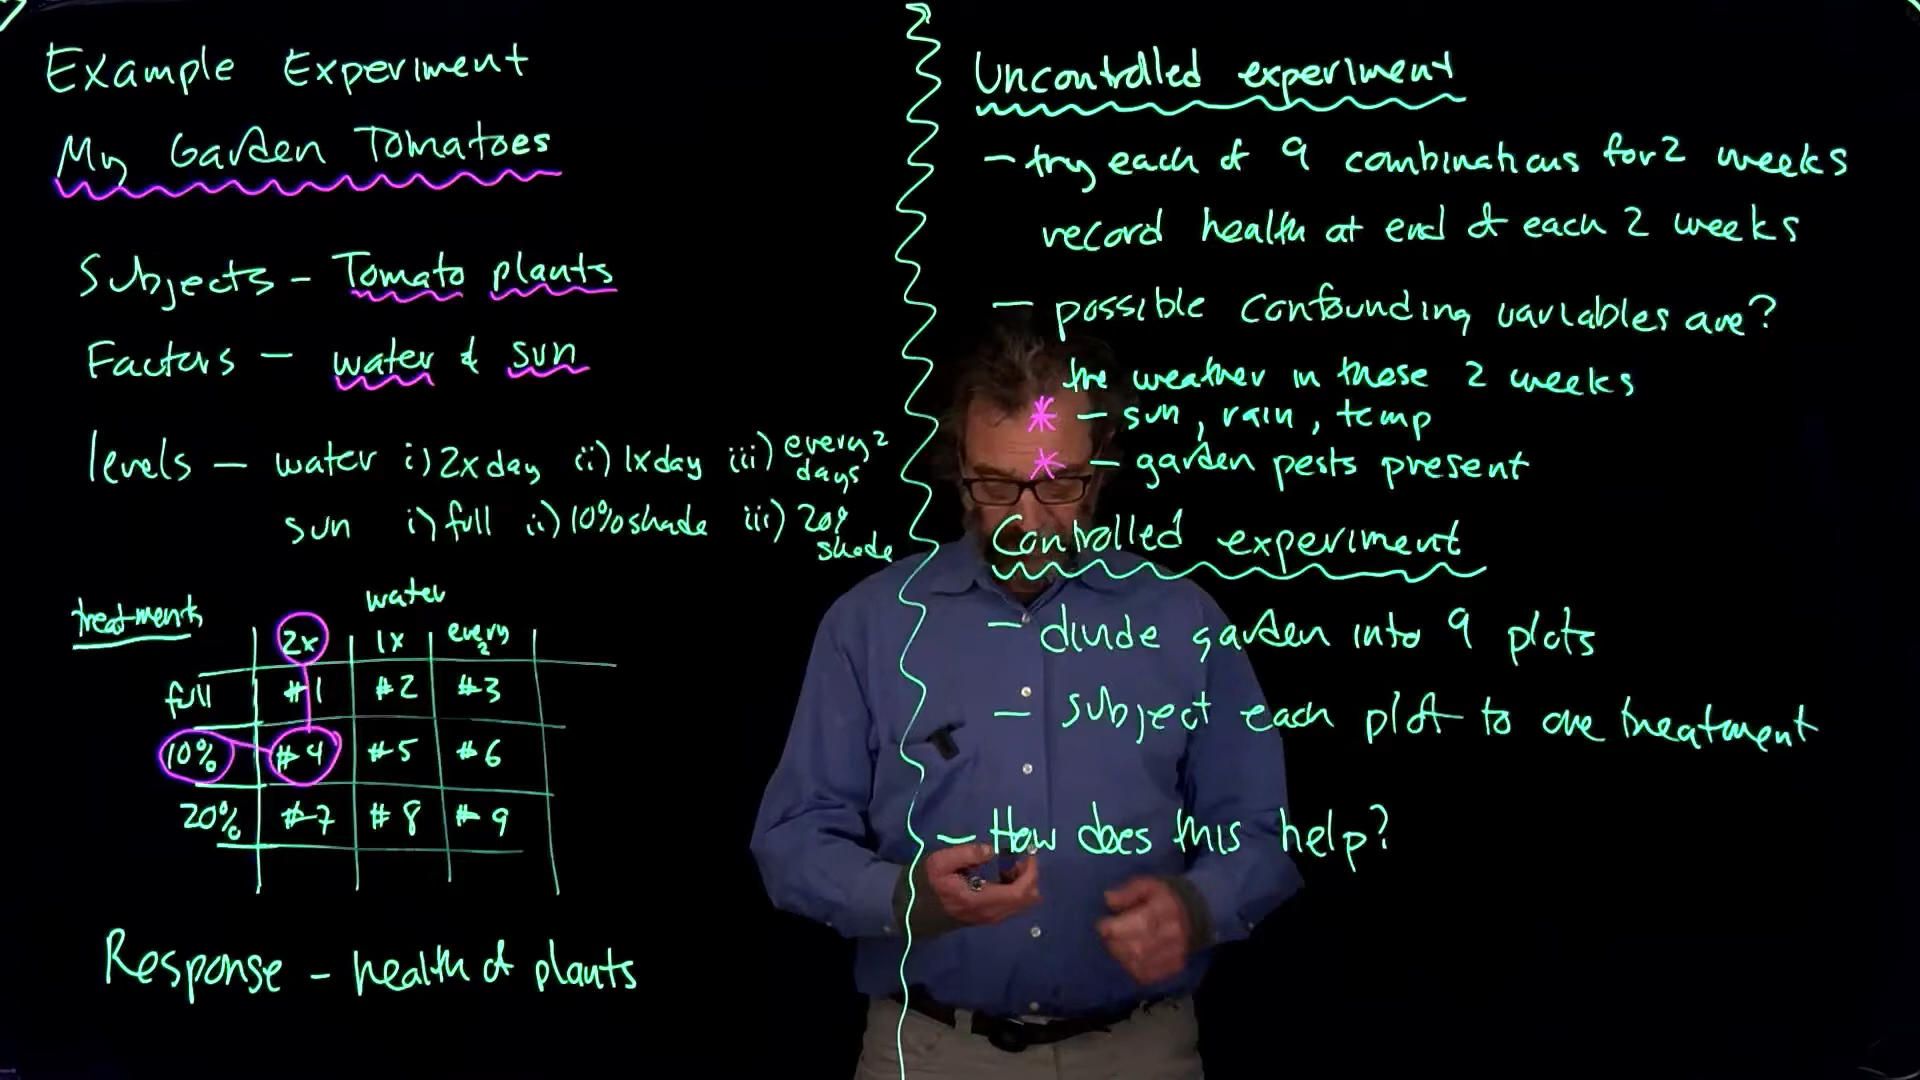 Example Experiment
My Garden Tomatoes
Subjects - Tomato plants
Factors - water & sun
levels - water i) 2x day ii) 1x day iii) every 2 days
sun i) full ii) 10% shade iii) 20% shade
treatments
water
2x 1x every 2
full #1 #2 #3
10% #4 #5 #6
20% #7 #8 #9
Response - health of plants
Uncontrolled experiment
- try each of 9 combinations for 2 weeks
record health at end of each 2 weeks
- possible confounding variables are?
the weather in these 2 weeks
* - sun, rain, temp
* - garden pests present
Controlled experiment
- divide garden into 9 plots
- subject each plot to one treatment
- How does this help?